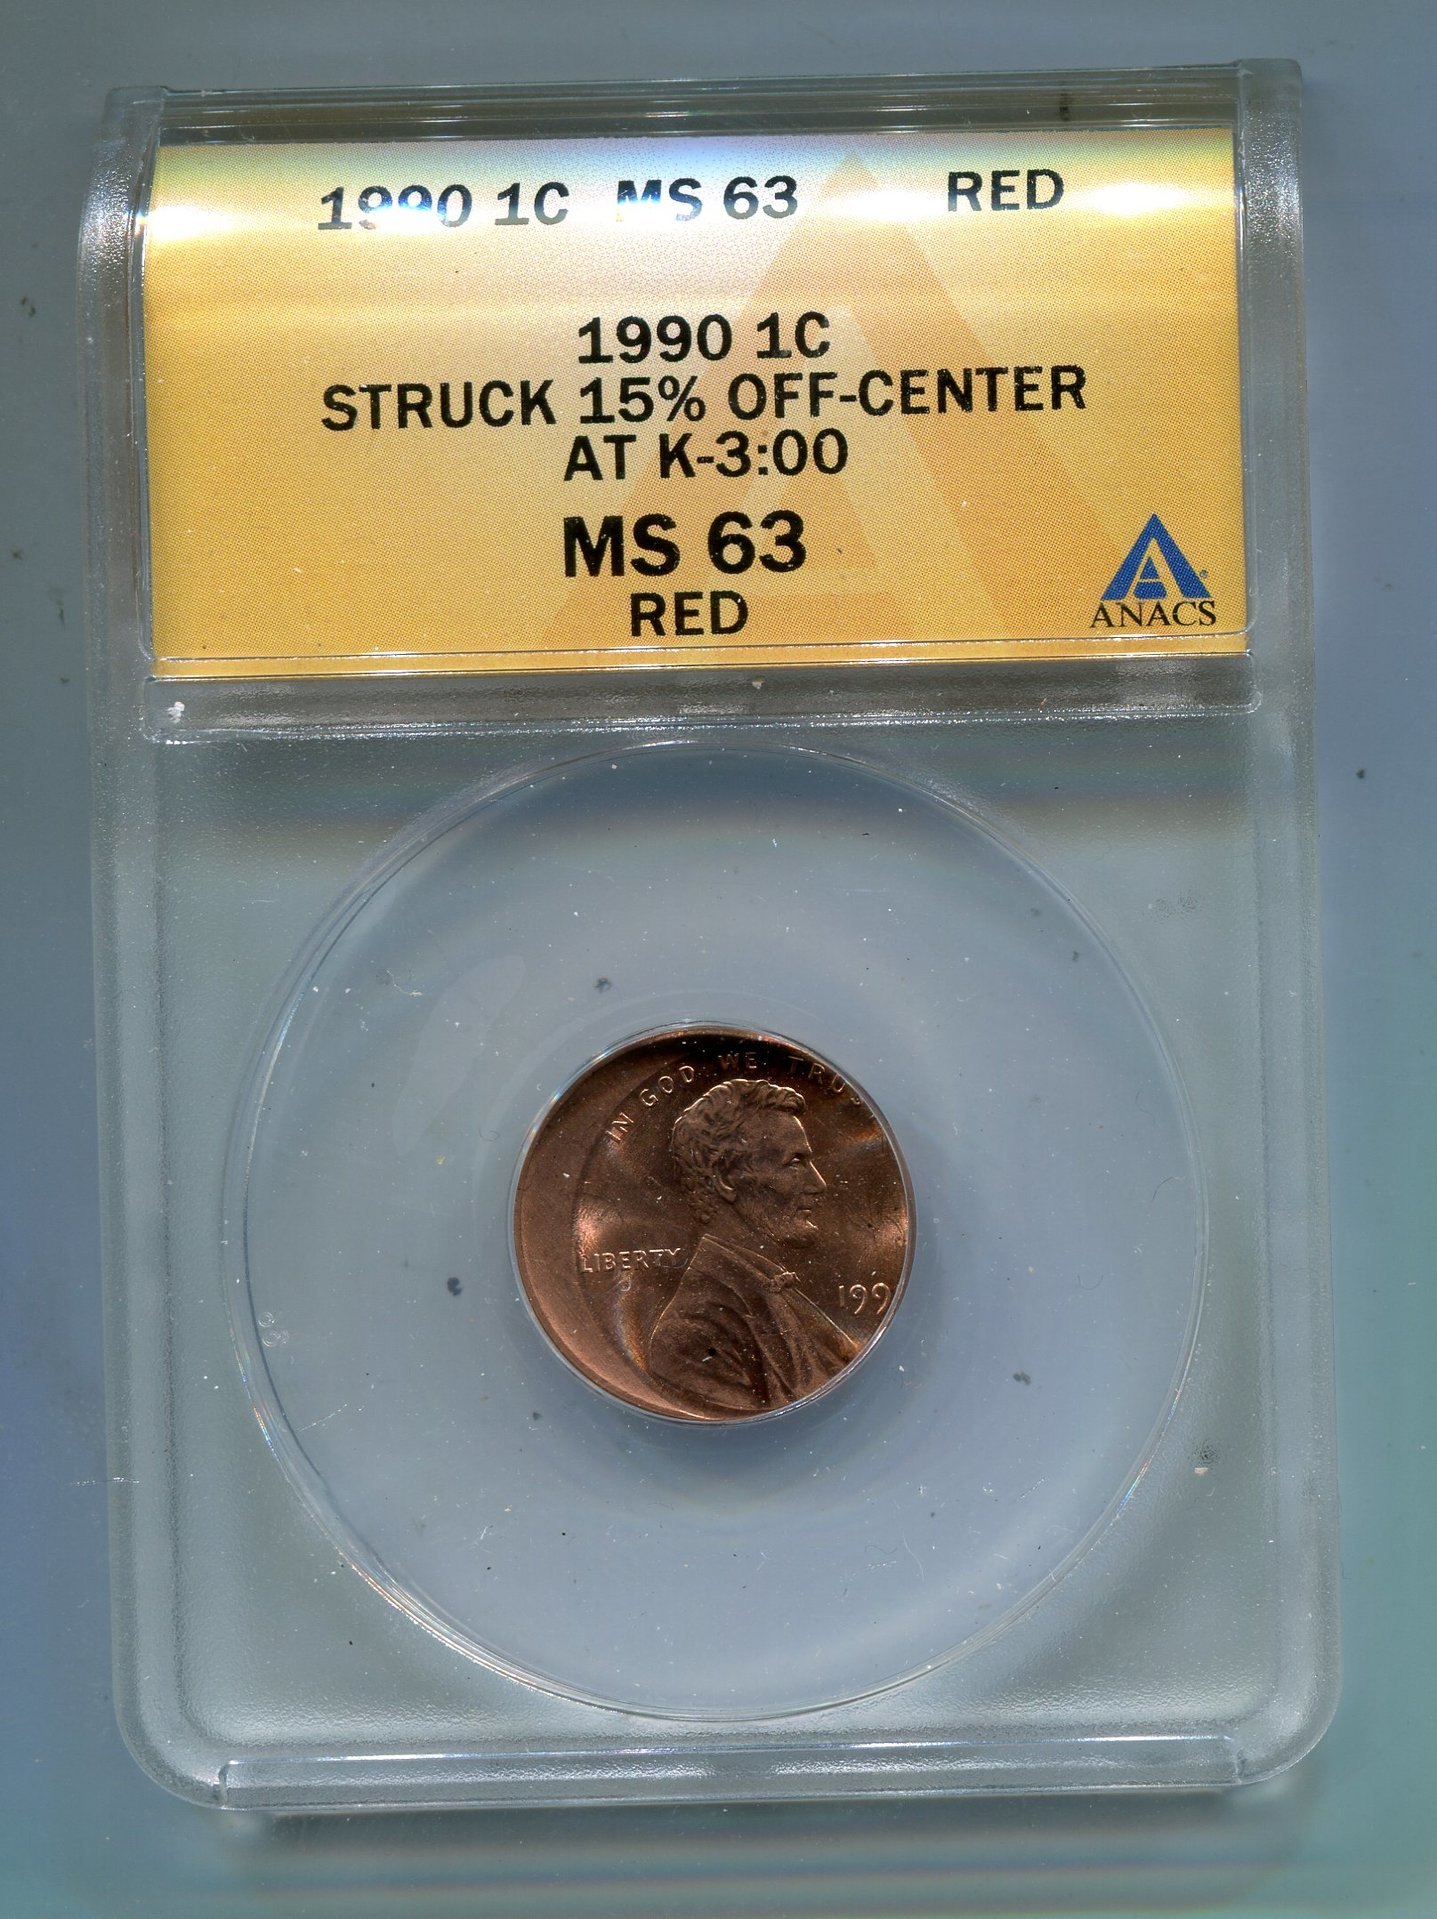 1990 1C MS 63 RED
1990 1C
STRUCK 15% OFF-CENTER
AT K-3:00
MS 63
RED
ANACS
IN GOD WE TRUST
LIBERTY
199